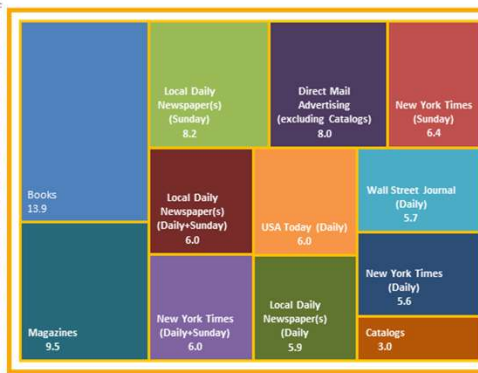 Books
13.9
Magazines
9.5
Local Daily
Newspaper(s)
(Sunday)
8.2
Direct Mail
Advertising
(excluding Catalogs)
8.0
New York Times
(Sunday)
6.4
Local Daily
Newspaper(s)
(Daily+Sunday)
6.0
USA Today (Daily)
6.0
Wall Street Journal
(Daily)
5.7
New York Times
(Daily+Sunday)
6.0
Local Daily
Newspaper(s)
(Daily
5.9
New York Times
(Daily)
5.6
Catalogs
3.0